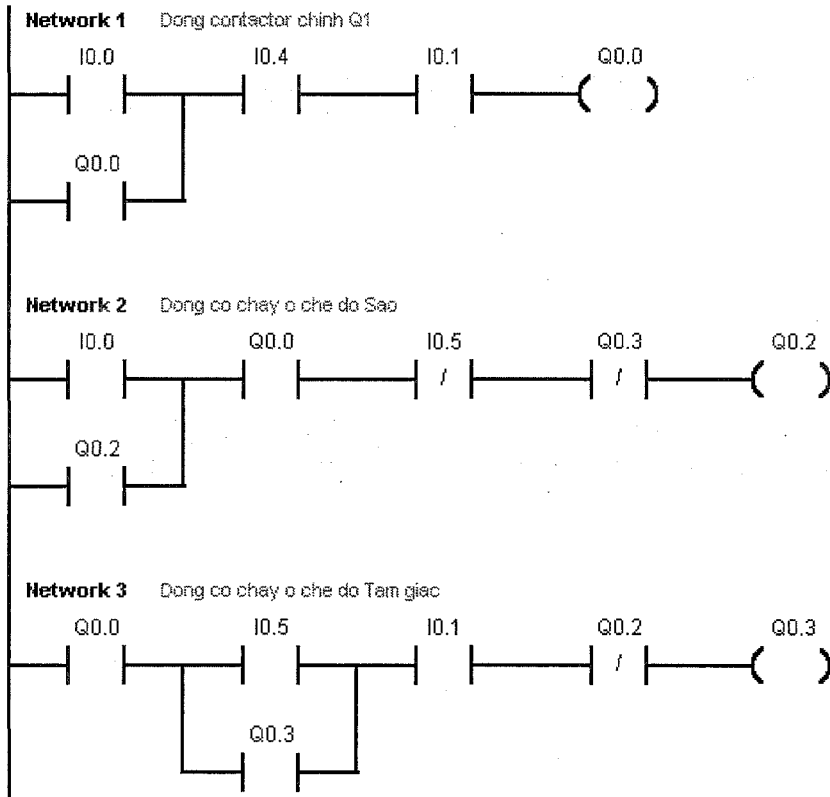 Network 1 Dong contactor chinh Q1
I0.0 I0.4 I0.1 Q0.0
Q0.0
Network 2 Dong co chay o che do Sao
I0.0 Q0.0 I0.5 Q0.3 Q0.2
/ /
Q0.2
Network 3 Dong co chay o che do Tam giac
Q0.0 I0.5 I0.1 Q0.2 Q0.3
/
Q0.3